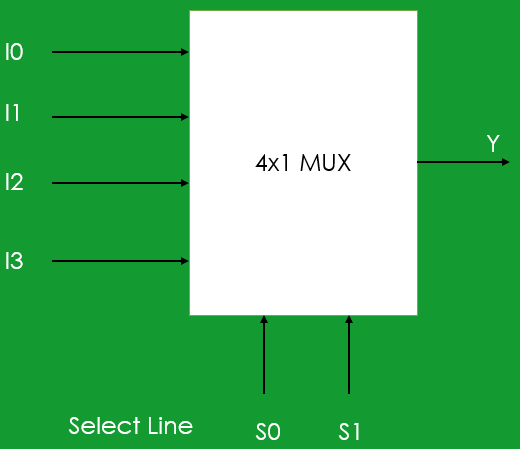 I0
I1
I2
I3
4x1 MUX
Y
Select Line
S0
S1